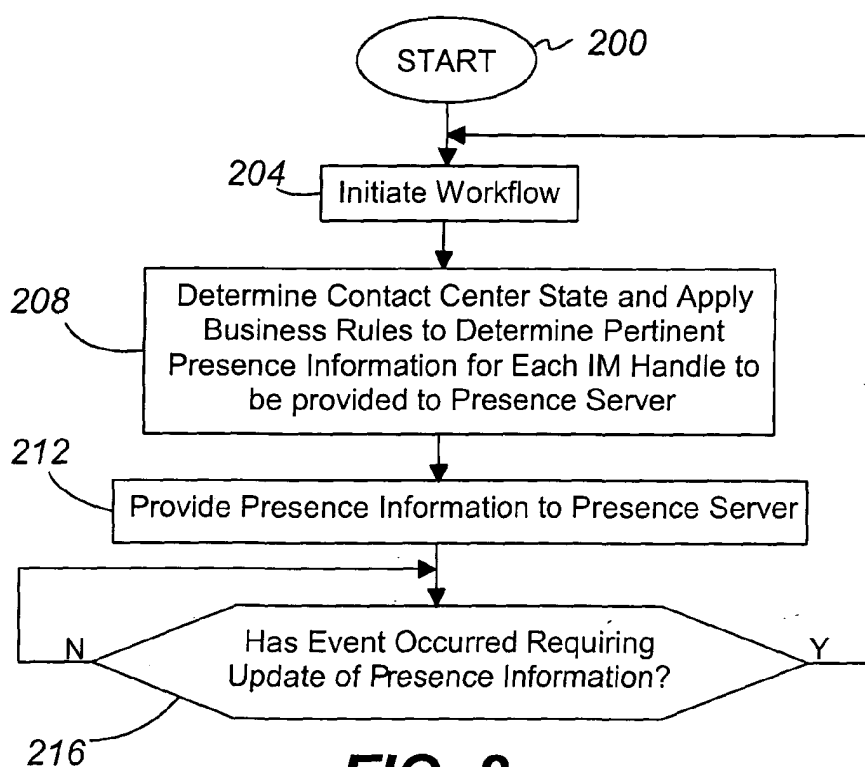 START
200
204
Initiate Workflow
208
Determine Contact Center State and Apply
Business Rules to Determine Pertinent
Presence Information for Each IM Handle to
be provided to Presence Server
212
Provide Presence Information to Presence Server
N
Has Event Occurred Requiring
Update of Presence Information?
Y
216
FIG.